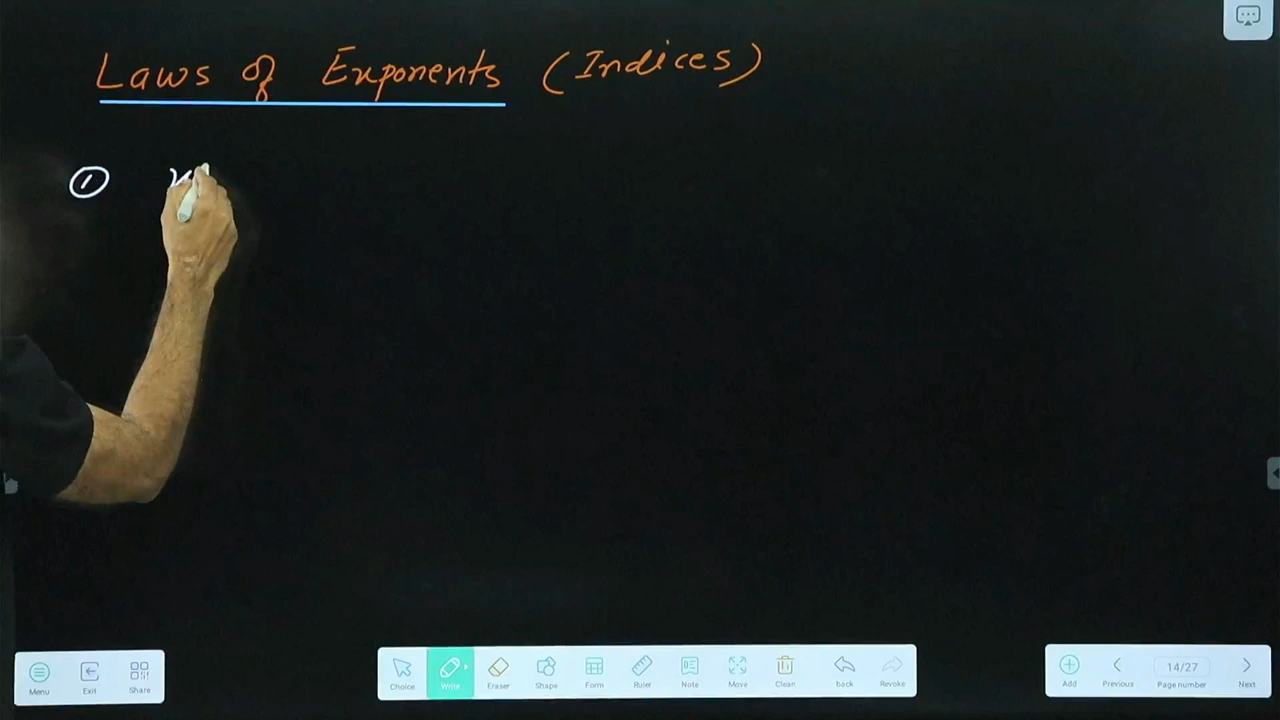 Laws of Exponents (Indices)
① x
Menu Exit Share
Choice Write Eraser Shape Form Ruler Note Move Clean back Revoke
Add Previous 14/27 Page number Next